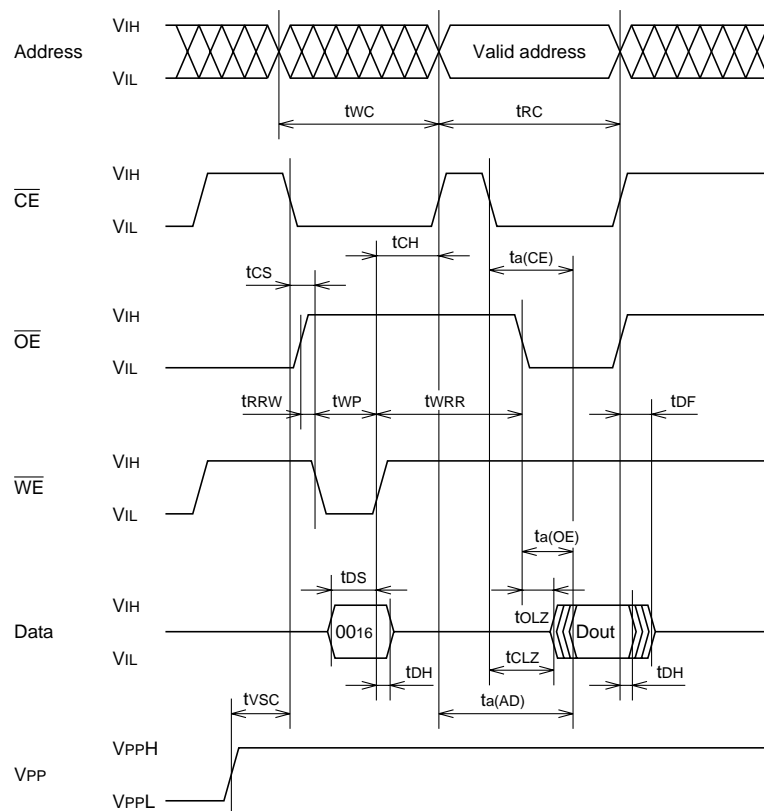 VIH
Address
Valid address
VIL
tWC
tRC
VIH
CE
VIL
tCH
ta(CE)
tCS
VIH
OE
VIL
tRRW
tWP
tWRR
tDF
VIH
WE
VIL
ta(OE)
tDS
VIH
tOLZ
Data
0016
Dout
VIL
tCLZ
tDH
tDH
tVSC
ta(AD)
VPPH
VPP
VPPL